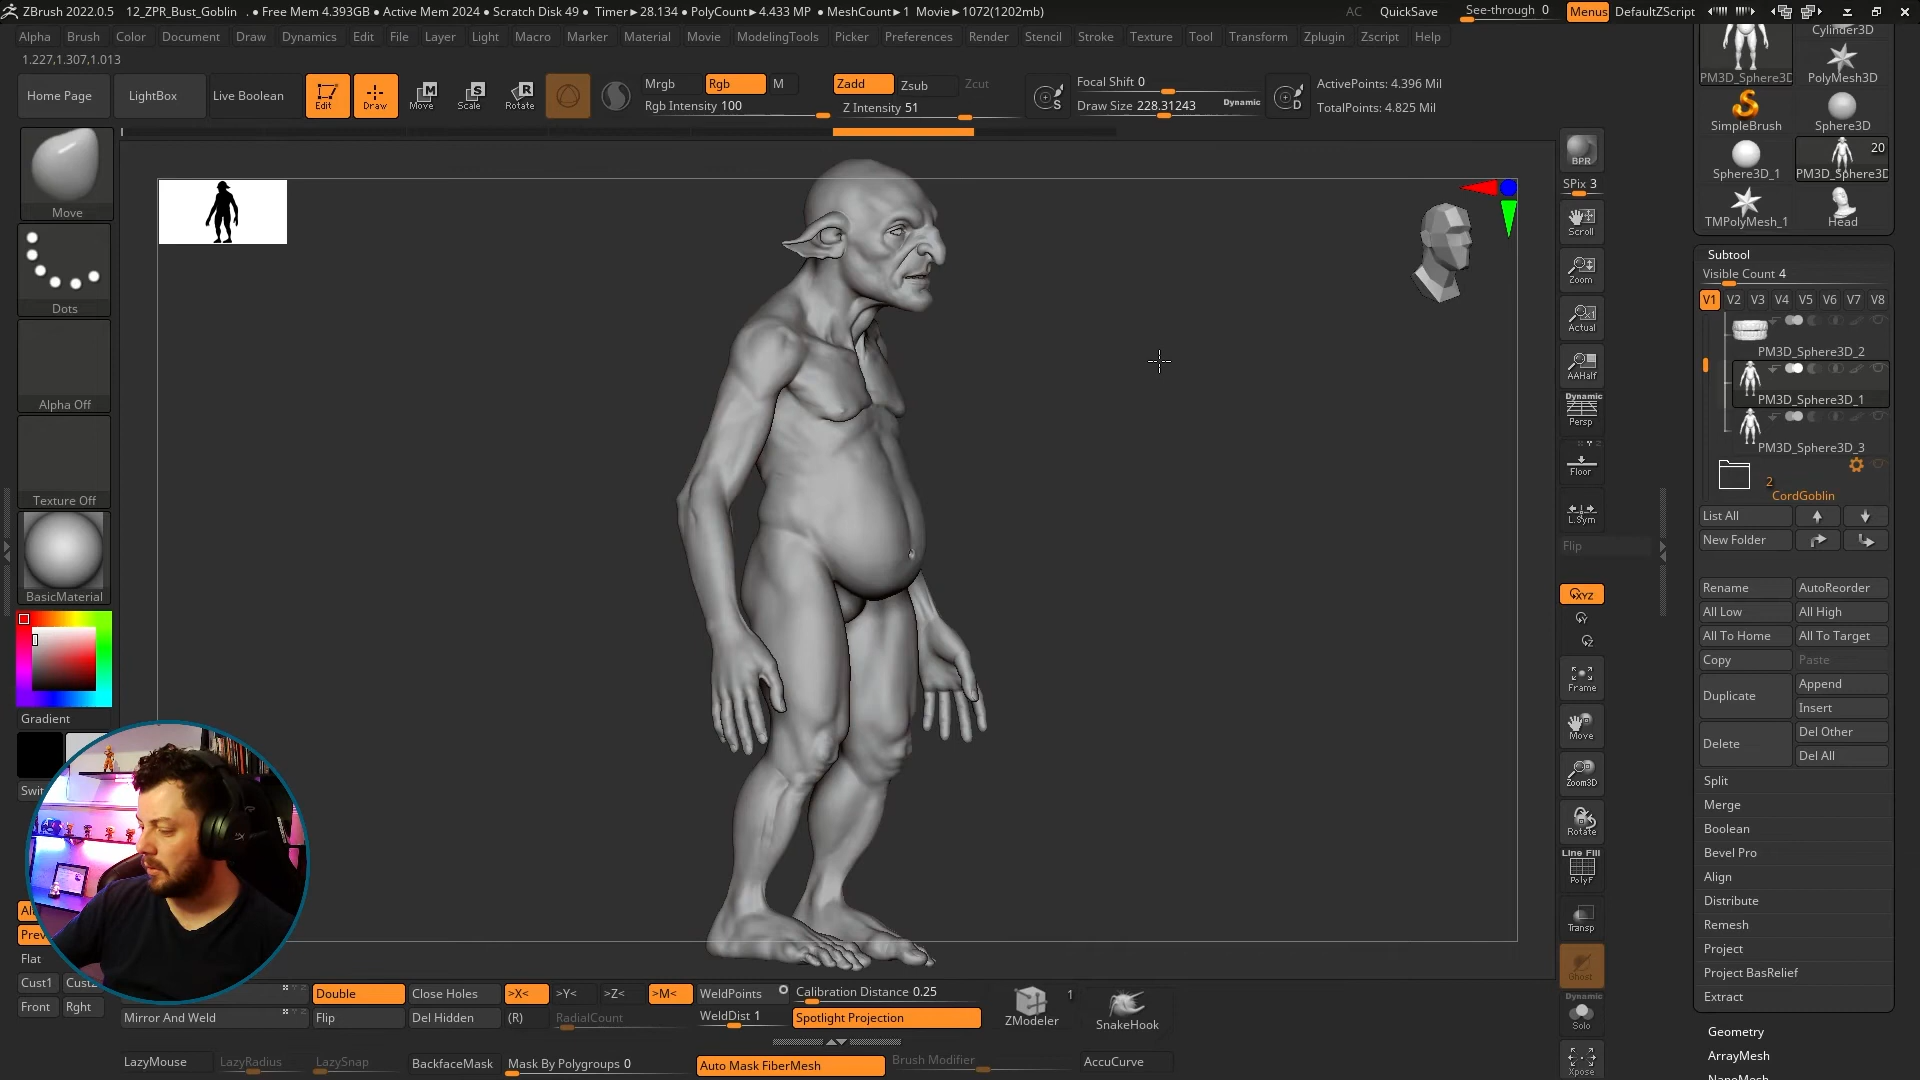 ZBrush 2022.0.5 12_ZPR_Bust_Goblin . • Free Mem 4.393GB • Active Mem 2024 • Scratch Disk 49 • Timer►28.134 • PolyCount►4.433 MP • MeshCount►1 Movie►1072(1202mb) AC QuickSave See-through 0 Menus DefaultZScript
Alpha Brush Color Document Draw Dynamics Edit File Layer Light Macro Marker Material Movie ModelingTools Picker Preferences Render Stencil Stroke Texture Tool Transform Zplugin Zscript Help
1.227,1.307,1.013
Home Page LightBox Live Boolean Edit Draw Move Scale Rotate
Mrgb Rgb M Zadd Zsub Zcut Focal Shift 0 ActivePoints: 4.396 Mil
Rgb Intensity 100 Z Intensity 51 Draw Size 228.31243 Dynamic TotalPoints: 4.825 Mil
S D
Move
Dots
Alpha Off
Texture Off
BasicMaterial
Gradient
Swit
Al
Prev
Flat
Cust1 Cust2
Front Rght
BPR
SPix 3
Scroll
Zoom
Actual
AAHalf
Dynamic
Persp
Floor
L.Sym
Flip
XYZ
Y
Z
Frame
Move
Zoom3D
Rotate
Line Fill
PolyF
Transp
Ghost
Dynamic
Solo
Xpose
Cylinder3D
PM3D_Sphere3D PolyMesh3D
SimpleBrush Sphere3D
20
Sphere3D_1 PM3D_Sphere3D
TMPolyMesh_1 Head
Subtool
Visible Count 4
V1 V2 V3 V4 V5 V6 V7 V8
PM3D_Sphere3D_2
PM3D_Sphere3D_1
PM3D_Sphere3D_3
2
CordGoblin
List All
New Folder
Rename AutoReorder
All Low All High
All To Home All To Target
Copy Paste
Duplicate Append
Insert
Delete Del Other
Del All
Split
Merge
Boolean
Bevel Pro
Align
Distribute
Remesh
Project
Project BasRelief
Extract
Geometry
ArrayMesh
NanoMesh
Double Close Holes >X< >Y< >Z< >M< WeldPoints Calibration Distance 0.25
Mirror And Weld Flip Del Hidden (R) RadialCount WeldDist 1 Spotlight Projection
ZModeler 1 SnakeHook
LazyMouse LazyRadius LazySnap BackfaceMask Mask By Polygroups 0 Auto Mask FiberMesh Brush Modifier AccuCurve